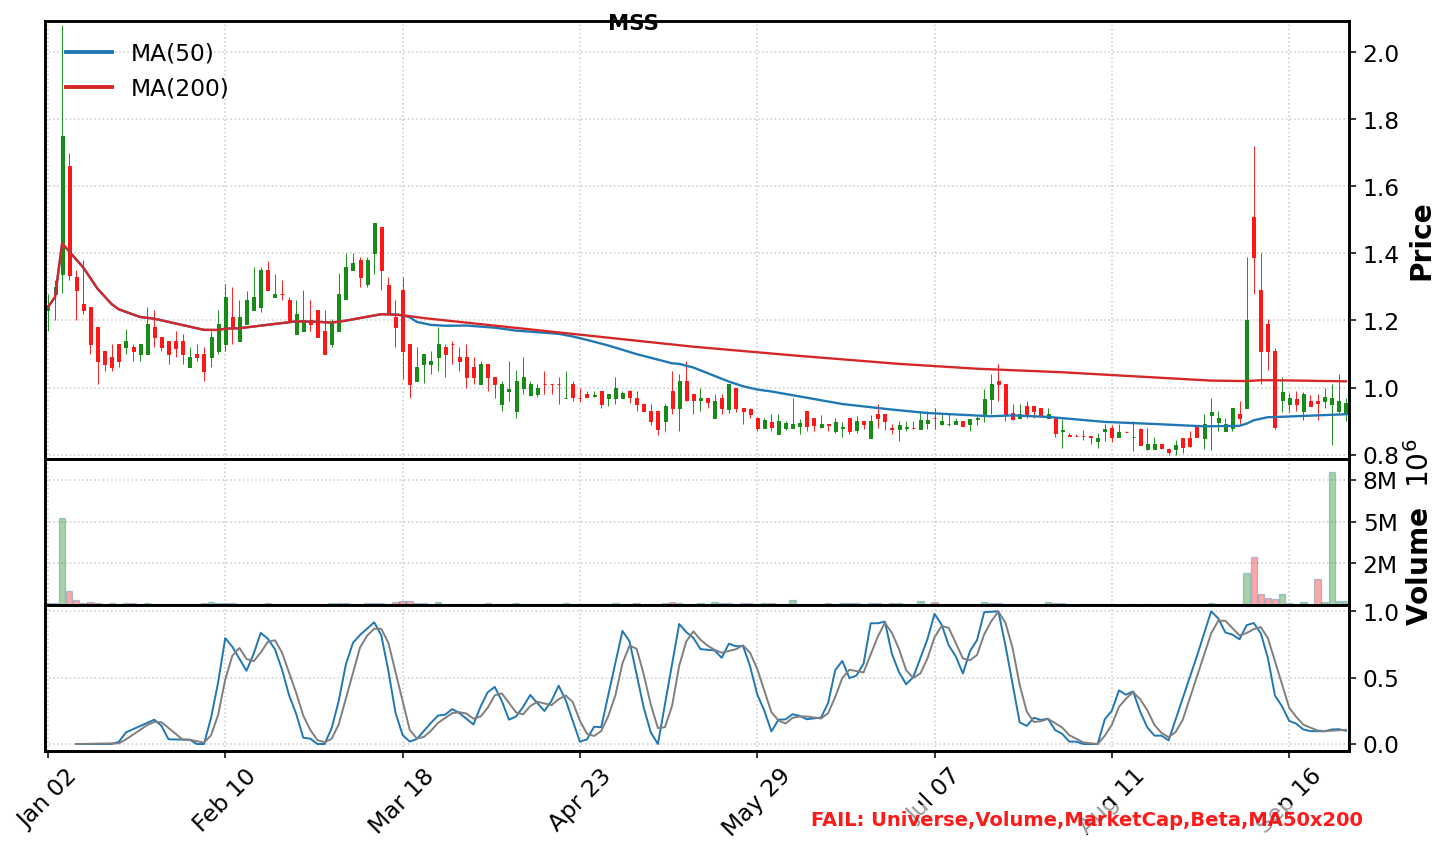 MSS
MA(50)
MA(200)
2.0
1.8
1.6
1.4
1.2
1.0
0.8
Price
10^6
8M
5M
2M
Volume
1.0
0.5
0.0
Jan 02
Feb 10
Mar 18
Apr 23
May 29
Jul 07
Aug 11
Sep 16
FAIL: Universe,Volume,MarketCap,Beta,MA50x200